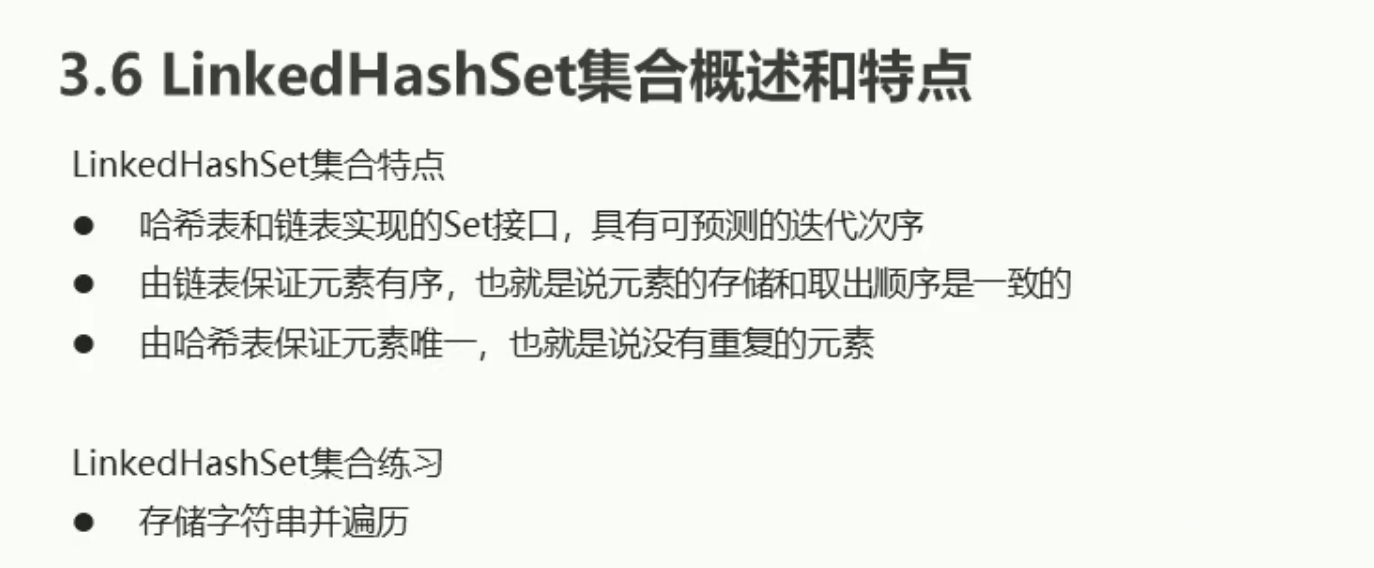 3.6 LinkedHashSet集合概述和特点
LinkedHashSet集合特点
● 哈希表和链表实现的Set接口，具有可预测的迭代次序
● 由链表保证元素有序，也就是说元素的存储和取出顺序是一致的
● 由哈希表保证元素唯一，也就是说没有重复的元素
LinkedHashSet集合练习
● 存储字符串并遍历